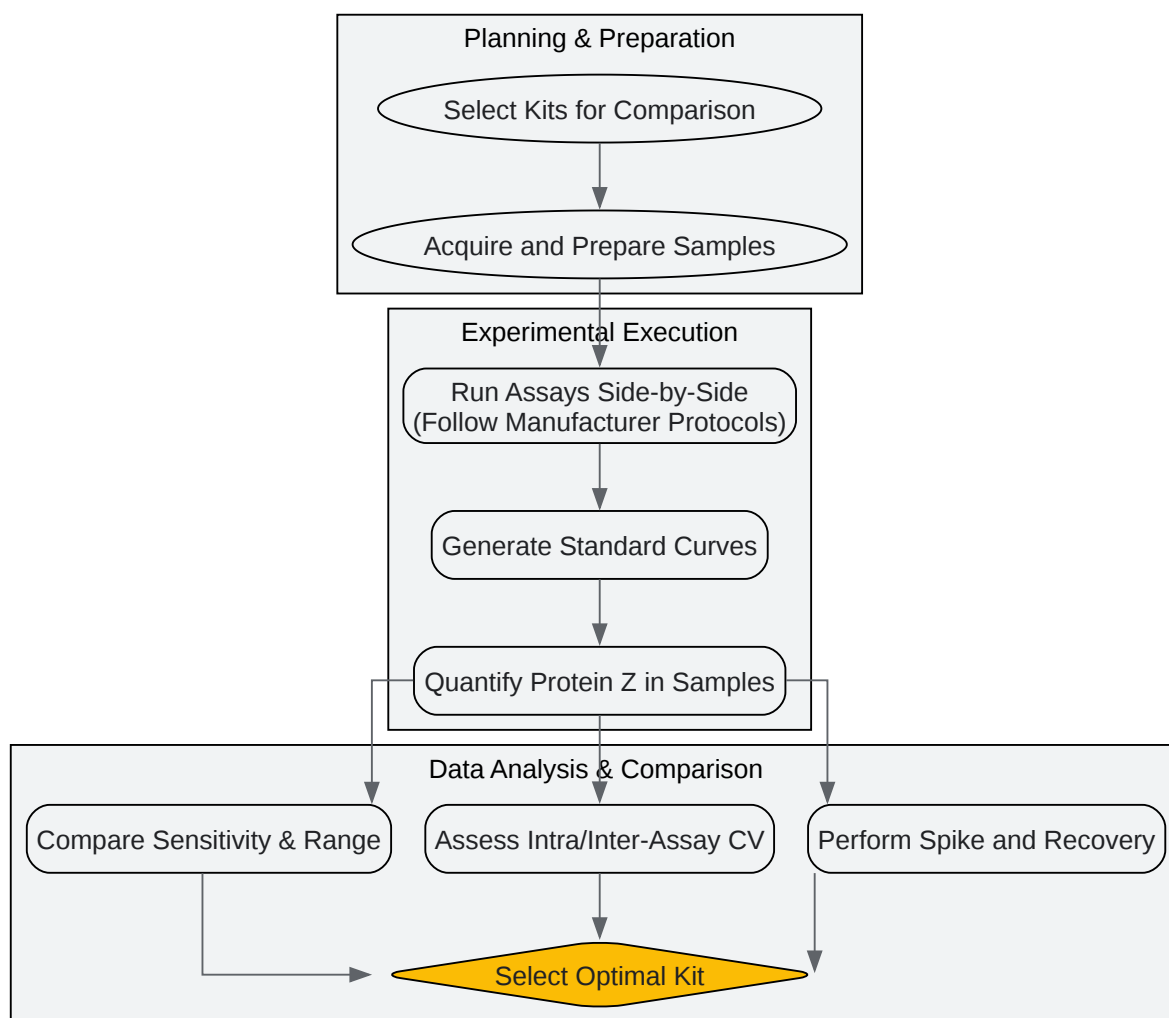 Planning & Preparation
Select Kits for Comparison
Acquire and Prepare Samples
Experimental Execution
Run Assays Side-by-Side
(Follow Manufacturer Protocols)
Generate Standard Curves
Quantify Protein Z in Samples
Data Analysis & Comparison
Compare Sensitivity & Range
Assess Intra/Inter-Assay CV
Perform Spike and Recovery
Select Optimal Kit